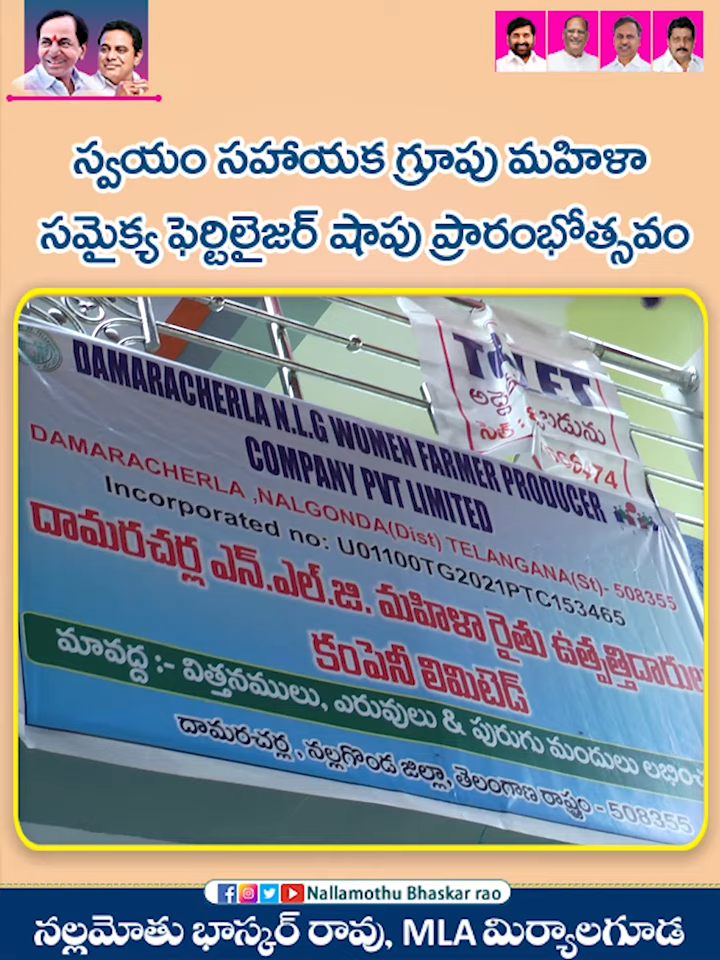 స్వయం సహాయక గ్రూపు మహిళా
సమైక్య ఫెర్టిలైజర్ షాపు ప్రారంభోత్సవం
TO LET
సెల్ :
DAMARACHERLA N.L.G WOMEN FARMER PRODUCER
COMPANY PVT LIMITED
DAMARACHERLA ,NALGONDA(Dist) TELANGANA(St)- 508355
Incorporated no: U01100TG2021PTC153465
దామరచర్ల ఎన్.ఎల్.జి. మహిళా రైతు ఉత్పత్తిదారుల
కంపెనీ లిమిటెడ్
మావద్ద :- విత్తనములు, ఎరువులు & పురుగు మందులు
దామరచర్ల, నల్లగొండ జిల్లా, తెలంగాణ రాష్ట్రం - 508355
Nallamothu Bhaskar rao
నల్లమోతు భాస్కర్ రావు, MLA మిర్యాలగూడ